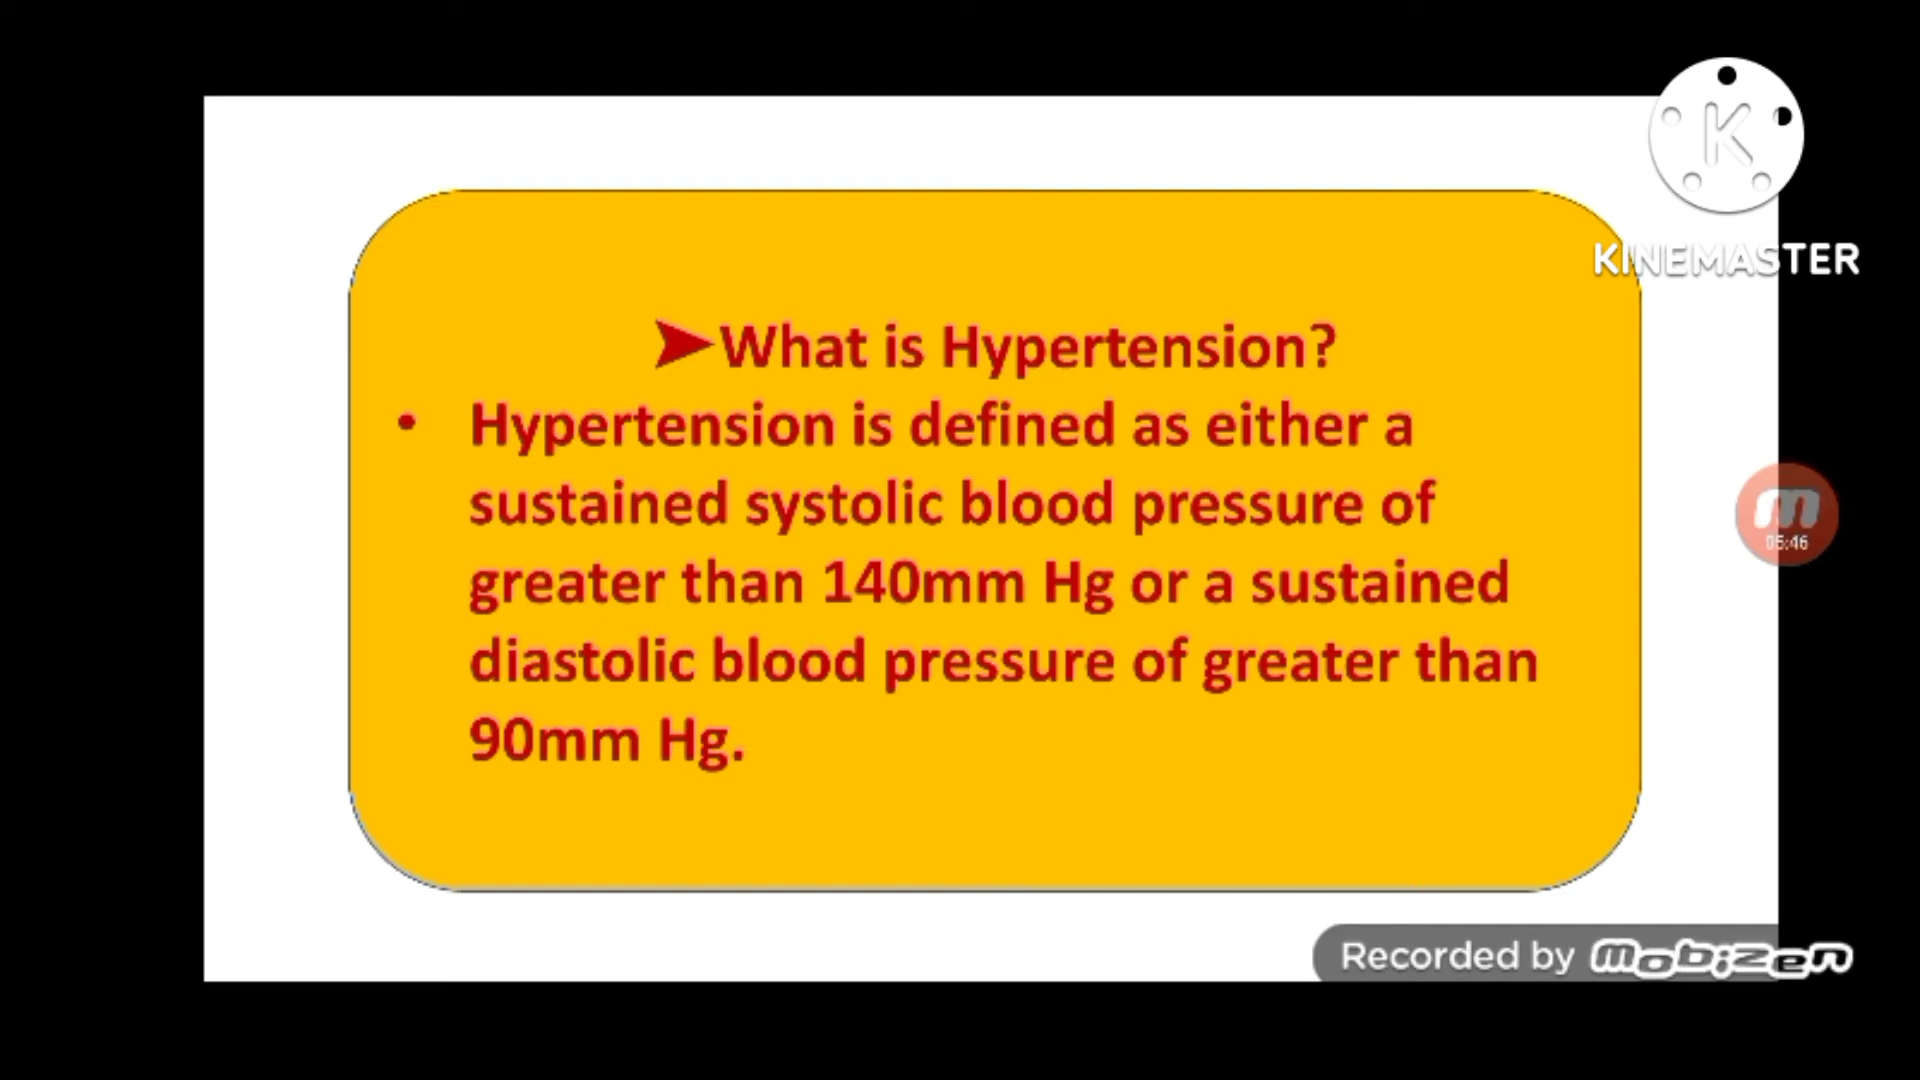 K
KINEMASTER
➤What is Hypertension?
• Hypertension is defined as either a
sustained systolic blood pressure of
greater than 140mm Hg or a sustained
diastolic blood pressure of greater than
90mm Hg.
m
05:46
Recorded by mobizen